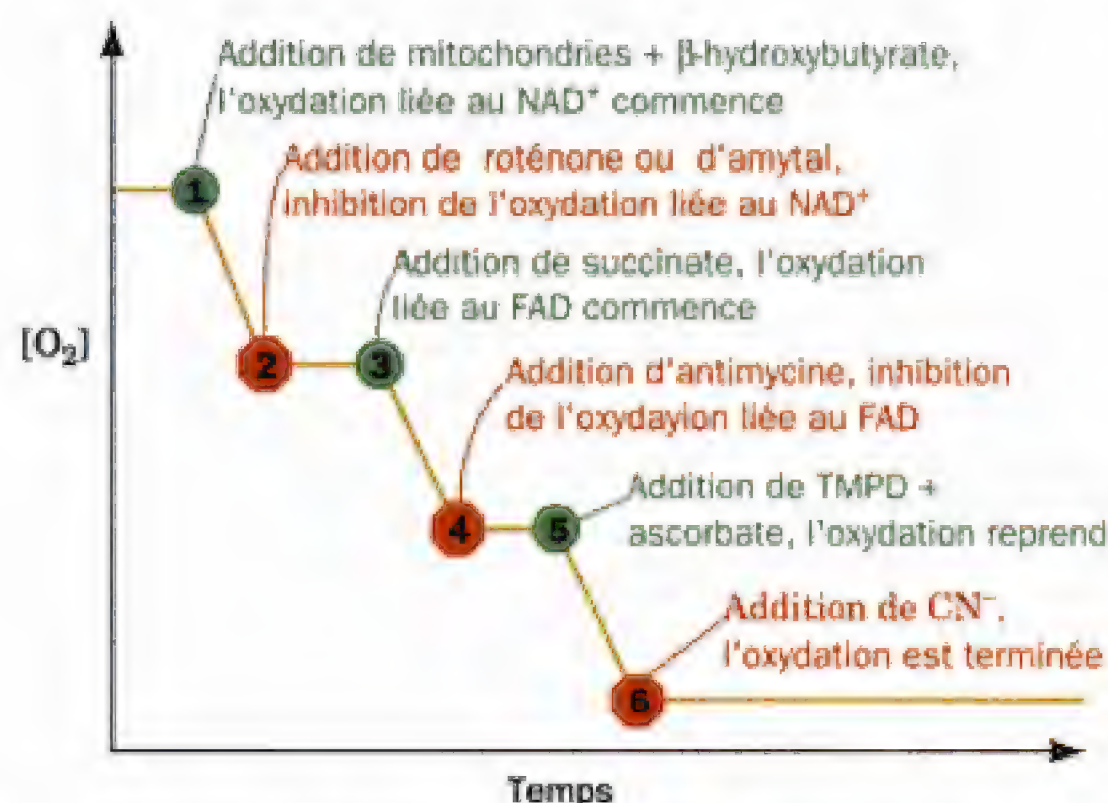 Addition de mitochondries + β-hydroxybutyrate,
l'oxydation liée au NAD⁺ commence
1
Addition de roténone ou d'amytal,
inhibition de l'oxydation liée au NAD⁺
Addition de succinate, l'oxydation
liée au FAD commence
[O₂]
2
3
Addition d'antimycine, inhibition
de l'oxydayion liée au FAD
Addition de TMPD +
ascorbate, l'oxydation reprend
4
5
Addition de CN⁻,
l'oxydation est terminée
6
Temps